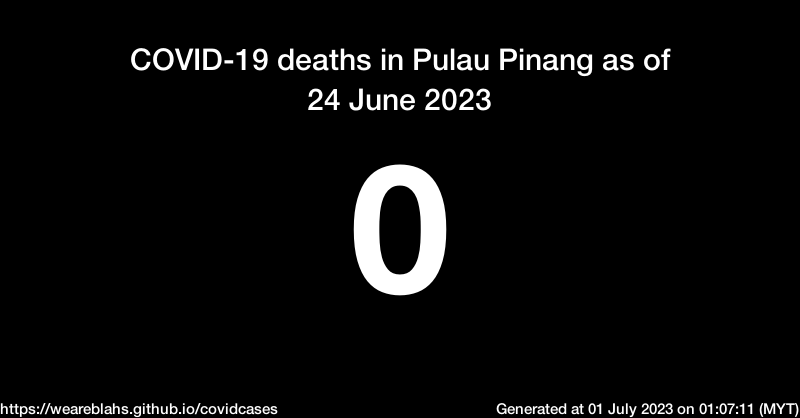 COVID-19 deaths in Pulau Pinang as of
24 June 2023
0
https://weareblahs.github.io/covidcases
Generated at 01 July 2023 on 01:07:11 (MYT)